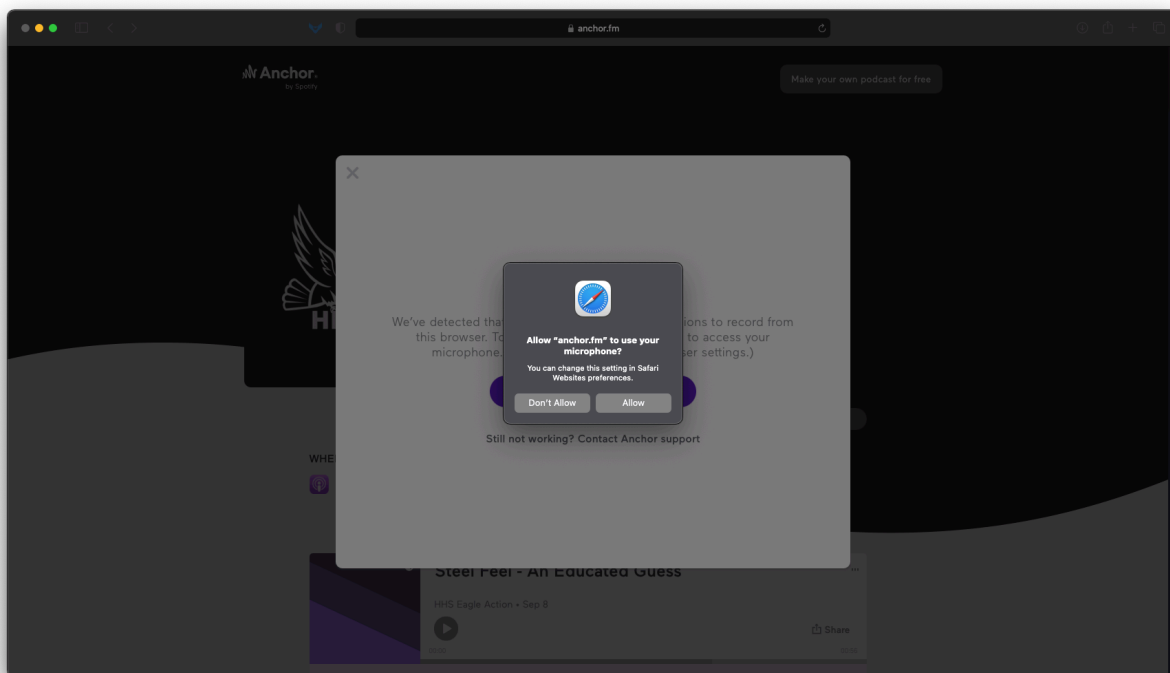 anchor.fm
Anchor.
by Spotify
Make your own podcast for free
We've detected that
ions to record from
this browser. To
to access your
microphone.
ser settings.)
Allow "anchor.fm" to use your
microphone?
You can change this setting in Safari
Websites preferences.
Don't Allow
Allow
Still not working? Contact Anchor support
WHE
Steel Feel - An Educated Guess
HHS Eagle Action • Sep 8
Share